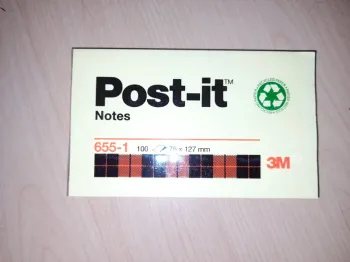 Post-it™
Notes
655-1 100 76 x 127 mm
3M